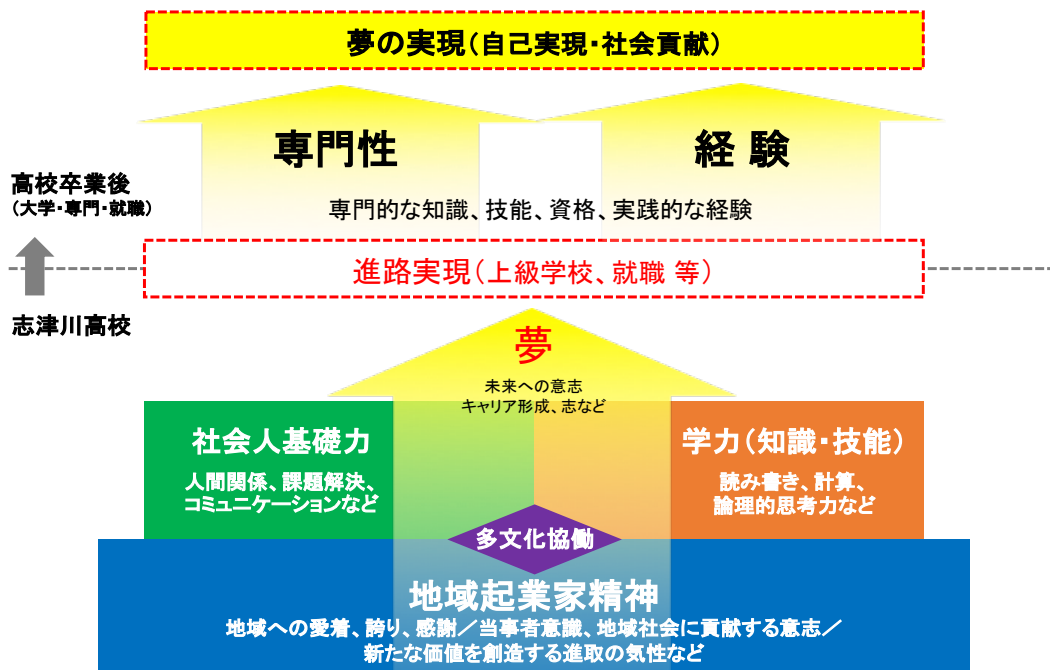 夢の実現（自己実現・社会貢献）
専門性
経 験
高校卒業後
（大学・専門・就職）
専門的な知識、技能、資格、実践的な経験
進路実現（上級学校、就職 等）
志津川高校
夢
未来への意志
キャリア形成、志など
社会人基礎力
人間関係、課題解決、
コミュニケーションなど
学力（知識・技能）
読み書き、計算、
論理的思考力など
多文化協働
地域起業家精神
地域への愛着、誇り、感謝／当事者意識、地域社会に貢献する意志／
新たな価値を創造する進取の気性など